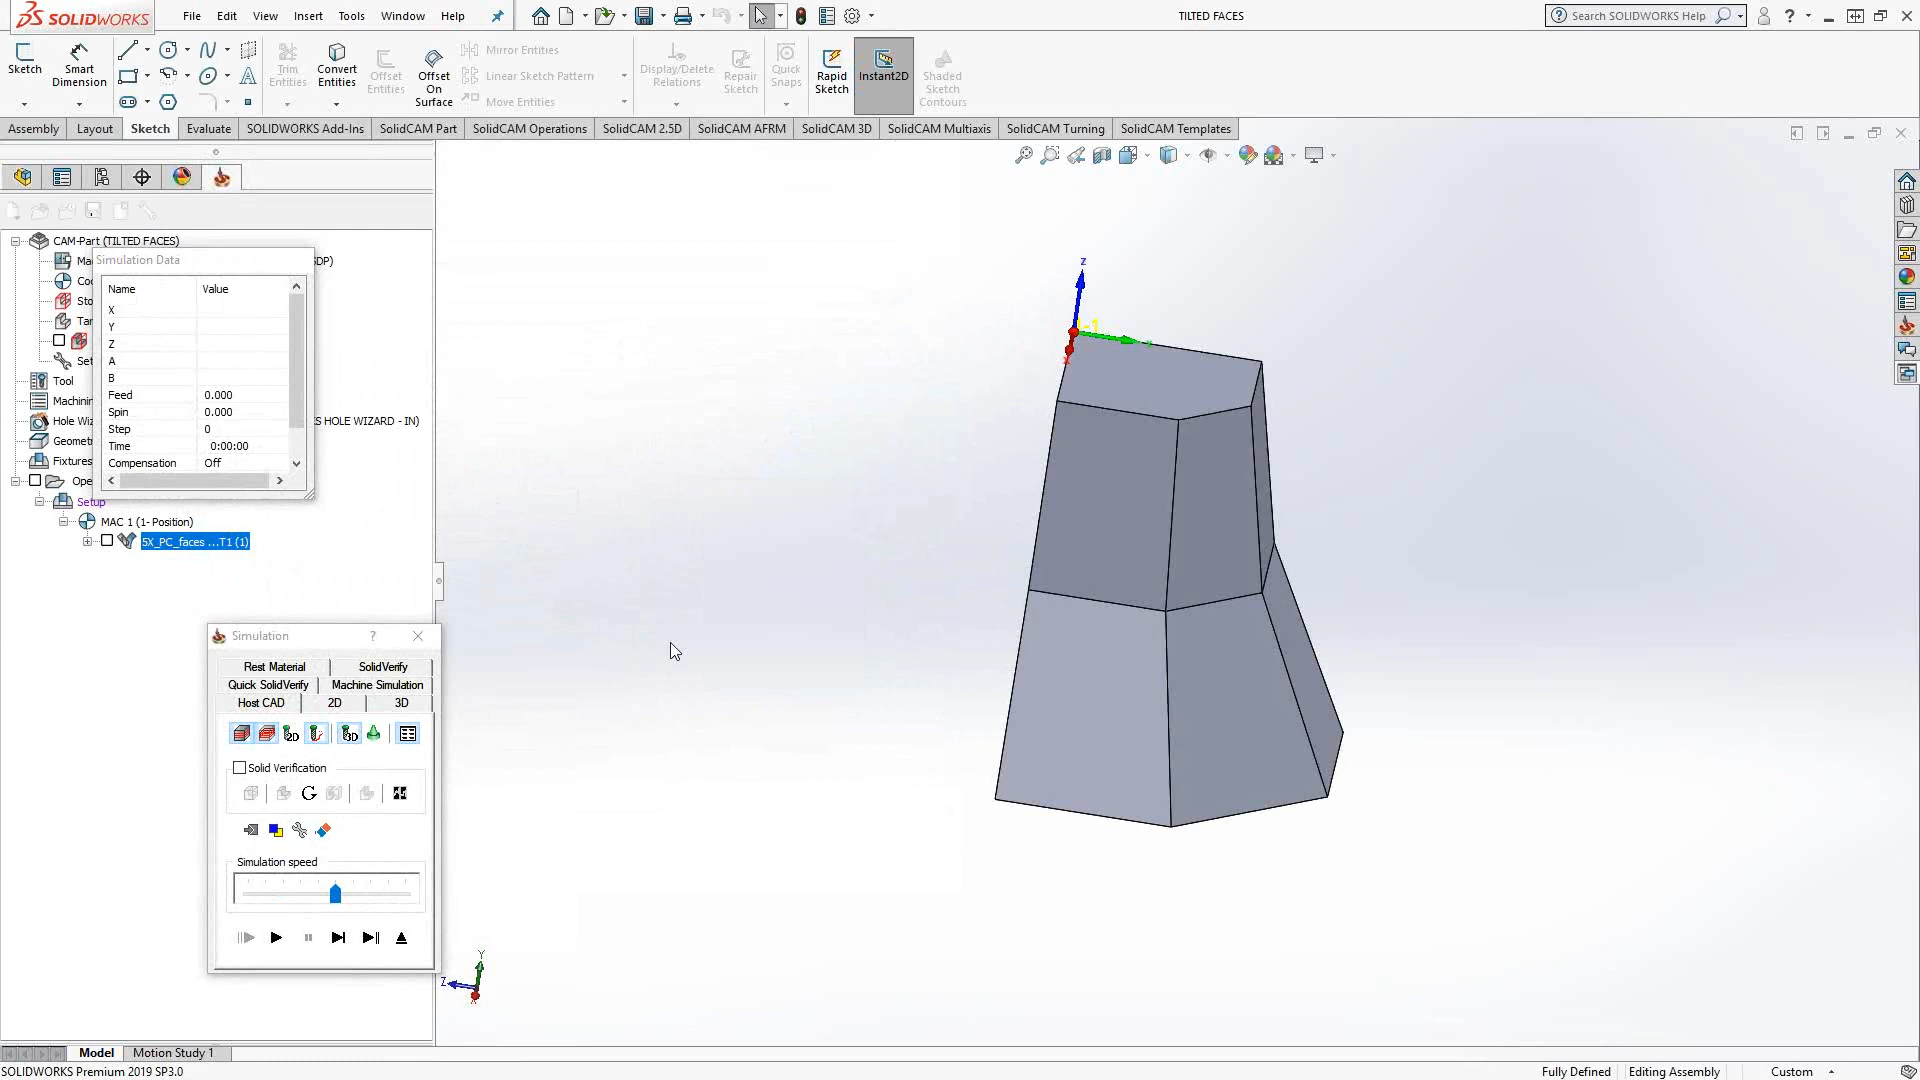 SOLIDWORKS
File Edit View Insert Tools Window Help
TILTED FACES
Search SOLIDWORKS Help
Sketch
Smart Dimension
Trim Entities
Convert Entities
Offset Entities
Offset On Surface
Mirror Entities
Linear Sketch Pattern
Move Entities
Display/Delete Relations
Repair Sketch
Quick Snaps
Rapid Sketch
Instant2D
Shaded Sketch Contours
Assembly Layout Sketch Evaluate SOLIDWORKS Add-Ins SolidCAM Part SolidCAM Operations SolidCAM 2.5D SolidCAM AFRM SolidCAM 3D SolidCAM Multiaxis SolidCAM Turning SolidCAM Templates
CAM-Part (TILTED FACES)
Simulation Data
Name Value
X
Y
Z
A
B
Feed 0.000
Spin 0.000
Step 0
Time 0:00:00
Compensation Off
Tool
Setup
MAC 1 (1- Position)
5X_PC_faces ...T1 (1)
S HOLE WIZARD - IN)
Simulation ?
Rest Material SolidVerify
Quick SolidVerify Machine Simulation
Host CAD 2D 3D
2D
3D
Solid Verification
Simulation speed
z
Y
Z
Model Motion Study 1
SOLIDWORKS Premium 2019 SP3.0
Fully Defined Editing Assembly Custom